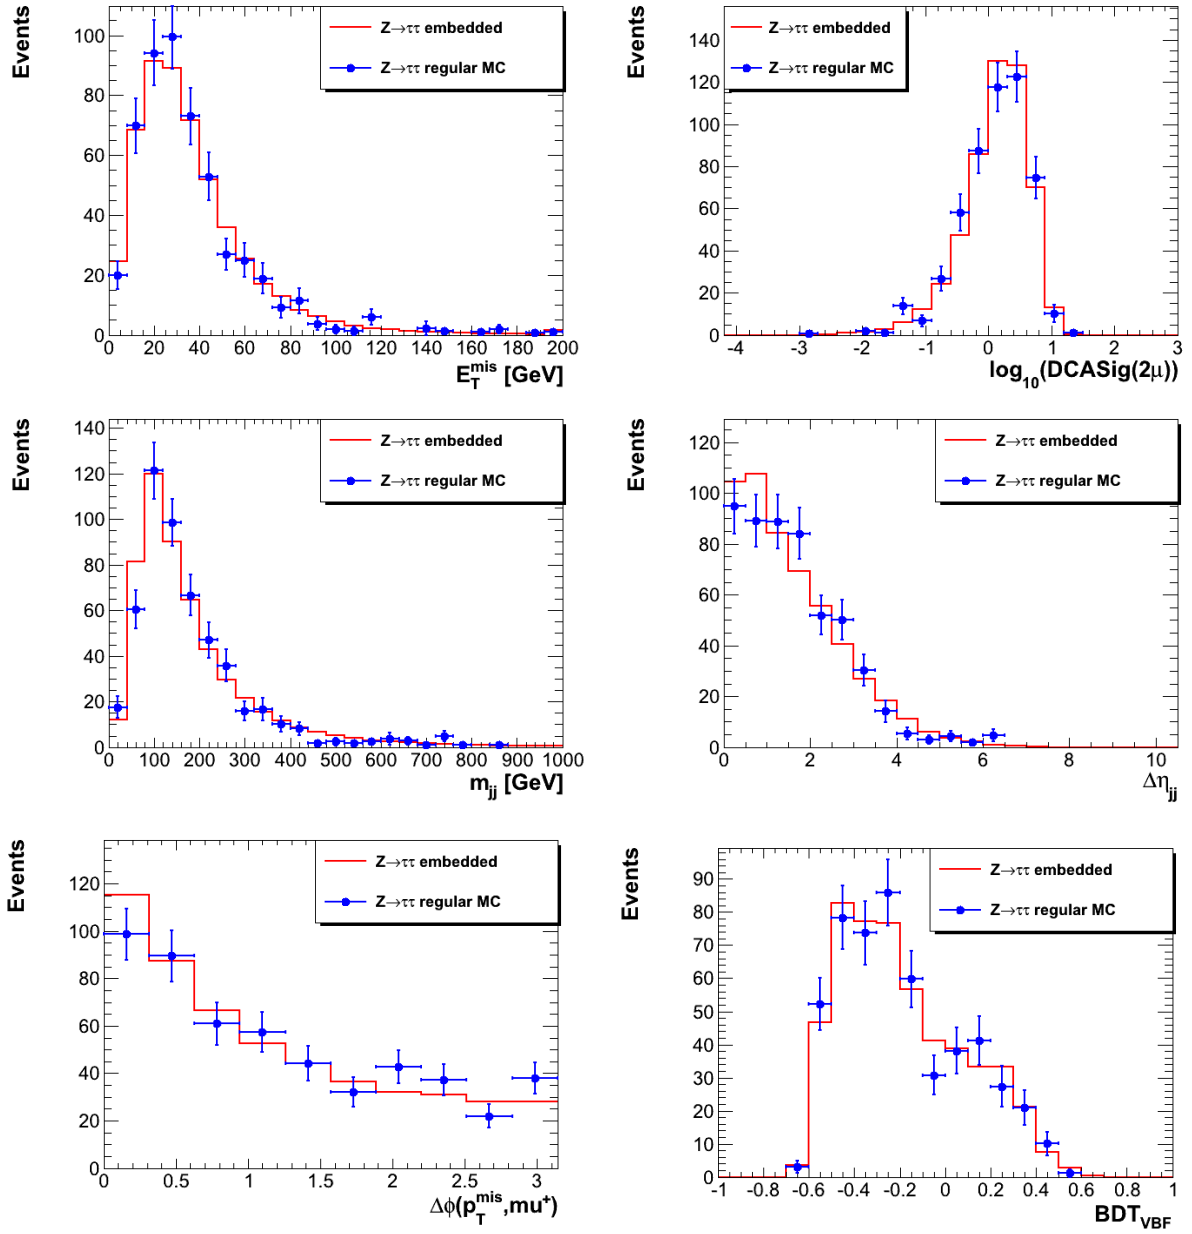 Events
Z→ττ embedded
Z→ττ regular MC
100
80
60
40
20
0
0 20 40 60 80 100 120 140 160 180 200
E_T^mis [GeV]
Events
Z→ττ embedded
Z→ττ regular MC
140
120
100
80
60
40
20
0
-4 -3 -2 -1 0 1 2 3
log10(DCASig(2μ))
Events
Z→ττ embedded
Z→ττ regular MC
140
120
100
80
60
40
20
0
0 100 200 300 400 500 600 700 800 900 1000
m_jj [GeV]
Events
Z→ττ embedded
Z→ττ regular MC
120
100
80
60
40
20
0
0 2 4 6 8 10
Δη_jj
Events
Z→ττ embedded
Z→ττ regular MC
120
100
80
60
40
20
0
0 0.5 1 1.5 2 2.5 3
Δϕ(p_T^mis,mu⁺)
Events
Z→ττ embedded
Z→ττ regular MC
90
80
70
60
50
40
30
20
10
0
-1 -0.8 -0.6 -0.4 -0.2 0 0.2 0.4 0.6 0.8 1
BDT_VBF